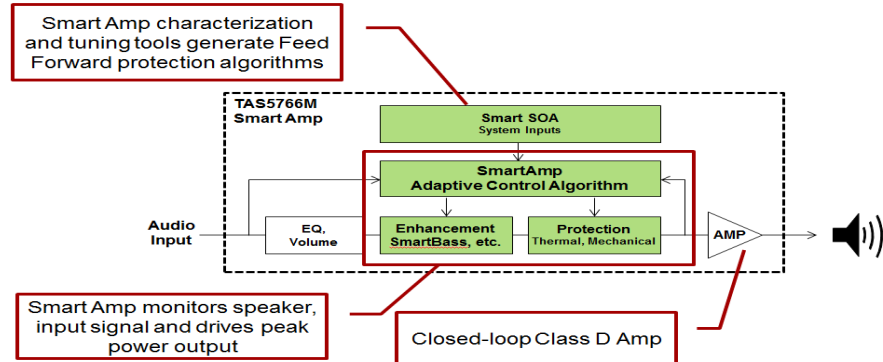 Smart Amp characterization
and tuning tools generate Feed
Forward protection algorithms
TAS5766M
Smart Amp
Smart SOA
System Inputs
SmartAmp
Adaptive Control Algorithm
Audio
Input
EQ,
Volume
Enhancement
SmartBass, etc.
Protection
Thermal, Mechanical
AMP
Smart Amp monitors speaker,
input signal and drives peak
power output
Closed-loop Class D Amp